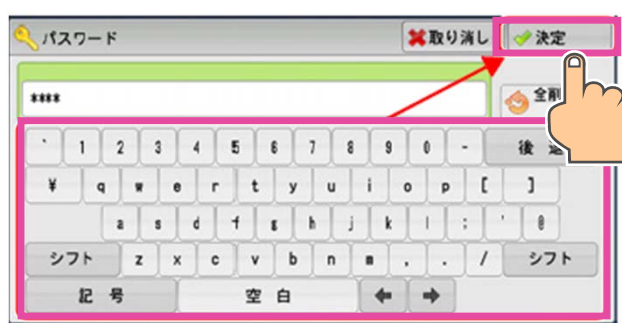 パスワード 取り消し 決定
**** 全削
` 1 2 3 4 5 6 7 8 9 0 - 後 退
¥ q w e r t y u i o p [ ]
a s d f g h j k l ; ' @
シフト z x c v b n m , . / シフト
記 号 空 白 ← →